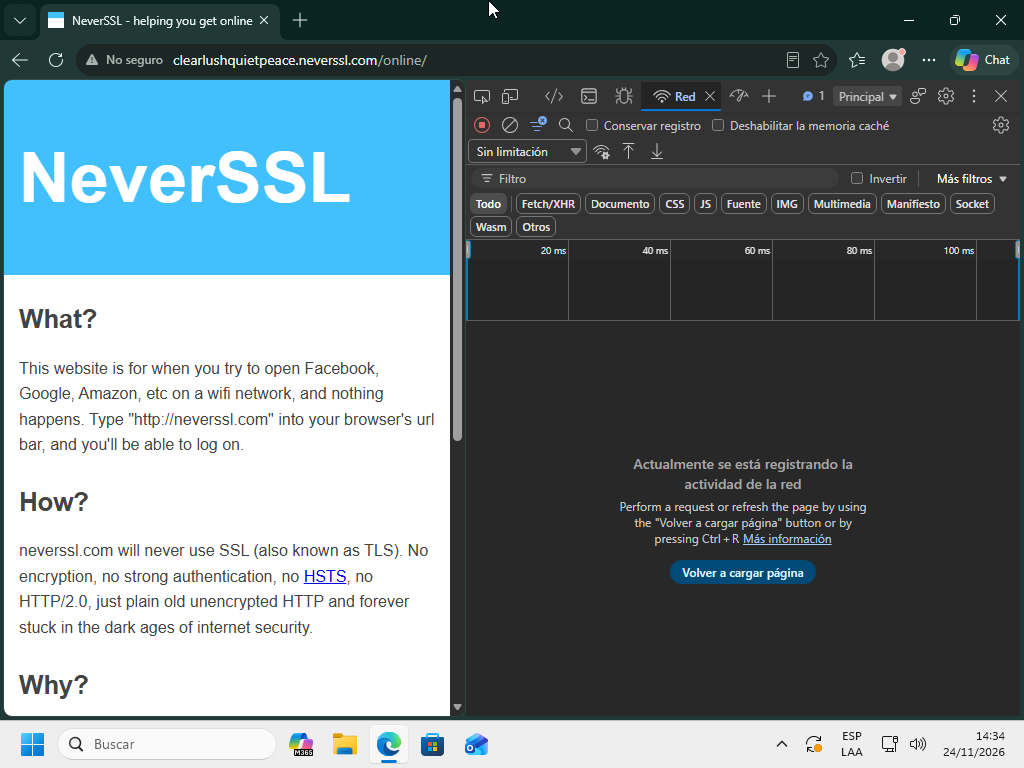 NeverSSL - helping you get online
No seguro
clearlushquietpeace.neverssl.com/online/
Chat
NeverSSL
What?
This website is for when you try to open Facebook,
Google, Amazon, etc on a wifi network, and nothing
happens. Type "http://neverssl.com" into your browser's url
bar, and you'll be able to log on.
How?
neverssl.com will never use SSL (also known as TLS). No
encryption, no strong authentication, no HSTS, no
HTTP/2.0, just plain old unencrypted HTTP and forever
stuck in the dark ages of internet security.
Why?
Red
1
Principal
Conservar registro
Deshabilitar la memoria caché
Sin limitación
Filtro
Invertir
Más filtros
Todo
Fetch/XHR
Documento
CSS
JS
Fuente
IMG
Multimedia
Manifiesto
Socket
Wasm
Otros
20 ms
40 ms
60 ms
80 ms
100 ms
Actualmente se está registrando la
actividad de la red
Perform a request or refresh the page by using
the "Volver a cargar página" button or by
pressing Ctrl + R Más información
Volver a cargar página
Buscar
M365
ESP
LAA
14:34
24/11/2026